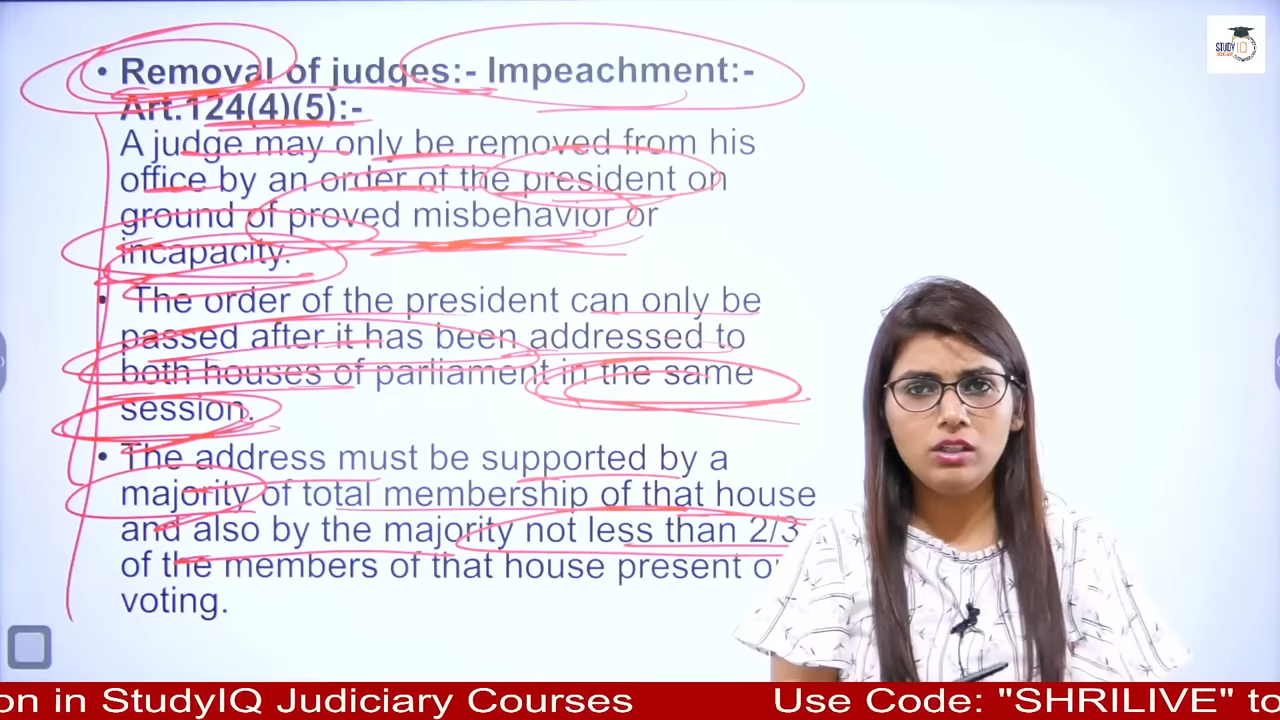 • Removal of judges:- Impeachment:-
Art.124(4)(5):-
A judge may only be removed from his
office by an order of the president on
ground of proved misbehavior or
incapacity.
• The order of the president can only be
passed after it has been addressed to
both houses of parliament in the same
session.
• The address must be supported by a
majority of total membership of that house
and also by the majority not less than 2/3
of the members of that house present
voting.
STUDY IQ
on in StudyIQ Judiciary Courses Use Code: "SHRILIVE" to